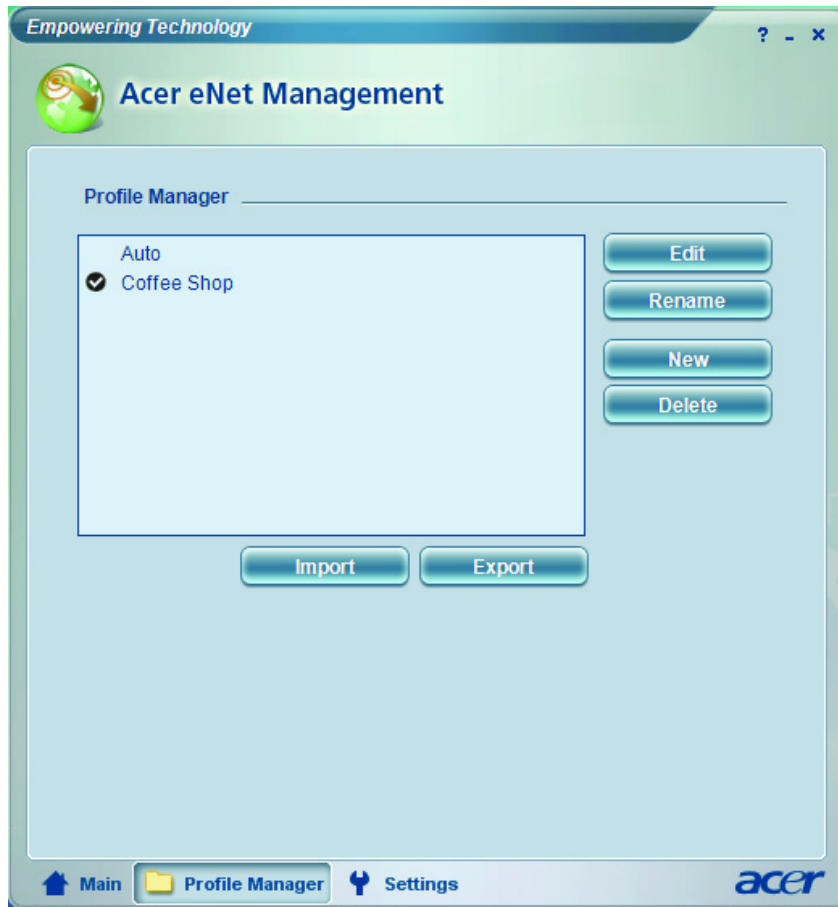 Empowering Technology
? - x
Acer eNet Management
Profile Manager
Auto
Coffee Shop
Edit
Rename
New
Delete
Import Export
Main Profile Manager Settings acer